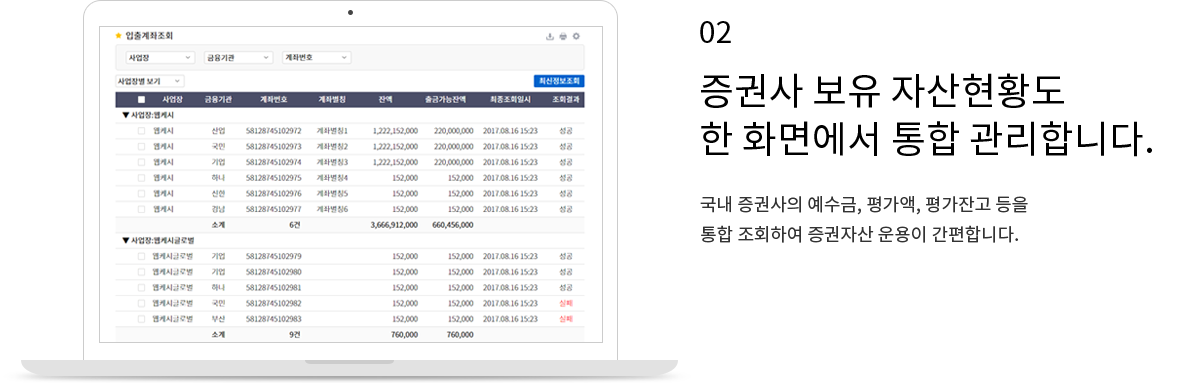 입출계좌조회
사업장 금융기관 계좌번호
사업장별 보기 최신정보조회
사업장 금융기관 계좌번호 계좌별칭 잔액 출금가능잔액 최종조회일시 조회결과
▼ 사업장:웹케시
웹케시 산업 58128745102972 계좌별칭1 1,222,152,000 220,000,000 2017.08.16 15:23 성공
웹케시 국민 58128745102973 계좌별칭2 1,222,152,000 220,000,000 2017.08.16 15:23 성공
웹케시 기업 58128745102974 계좌별칭3 1,222,152,000 220,000,000 2017.08.16 15:23 성공
웹케시 하나 58128745102975 계좌별칭4 152,000 152,000 2017.08.16 15:23 성공
웹케시 신한 58128745102976 계좌별칭5 152,000 152,000 2017.08.16 15:23 성공
웹케시 경남 58128745102977 계좌별칭6 152,000 152,000 2017.08.16 15:23 성공
소계 6건 3,666,912,000 660,456,000
▼ 사업장:웹케시글로벌
웹케시글로벌 기업 58128745102979 152,000 152,000 2017.08.16 15:23 성공
웹케시글로벌 기업 58128745102980 152,000 152,000 2017.08.16 15:23 성공
웹케시글로벌 하나 58128745102981 152,000 152,000 2017.08.16 15:23 성공
웹케시글로벌 국민 58128745102982 152,000 152,000 2017.08.16 15:23 실패
웹케시글로벌 부산 58128745102983 152,000 152,000 2017.08.16 15:23 실패
소계 9건 760,000 760,000
02
증권사 보유 자산현황도
한 화면에서 통합 관리합니다.
국내 증권사의 예수금, 평가액, 평가잔고 등을
통합 조회하여 증권자산 운용이 간편합니다.